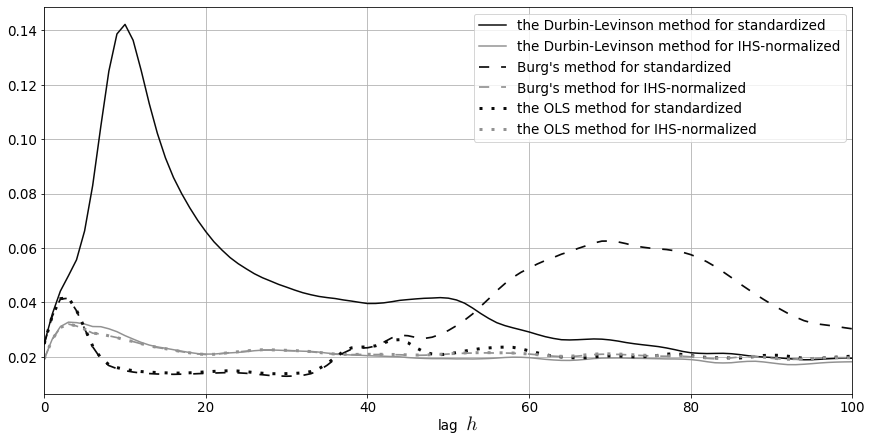 0.14
0.12
0.10
0.08
0.06
0.04
0.02
the Durbin-Levinson method for standardized
the Durbin-Levinson method for IHS-normalized
Burg's method for standardized
Burg's method for IHS-normalized
the OLS method for standardized
the OLS method for IHS-normalized
0 20 40 60 80 100
lag h